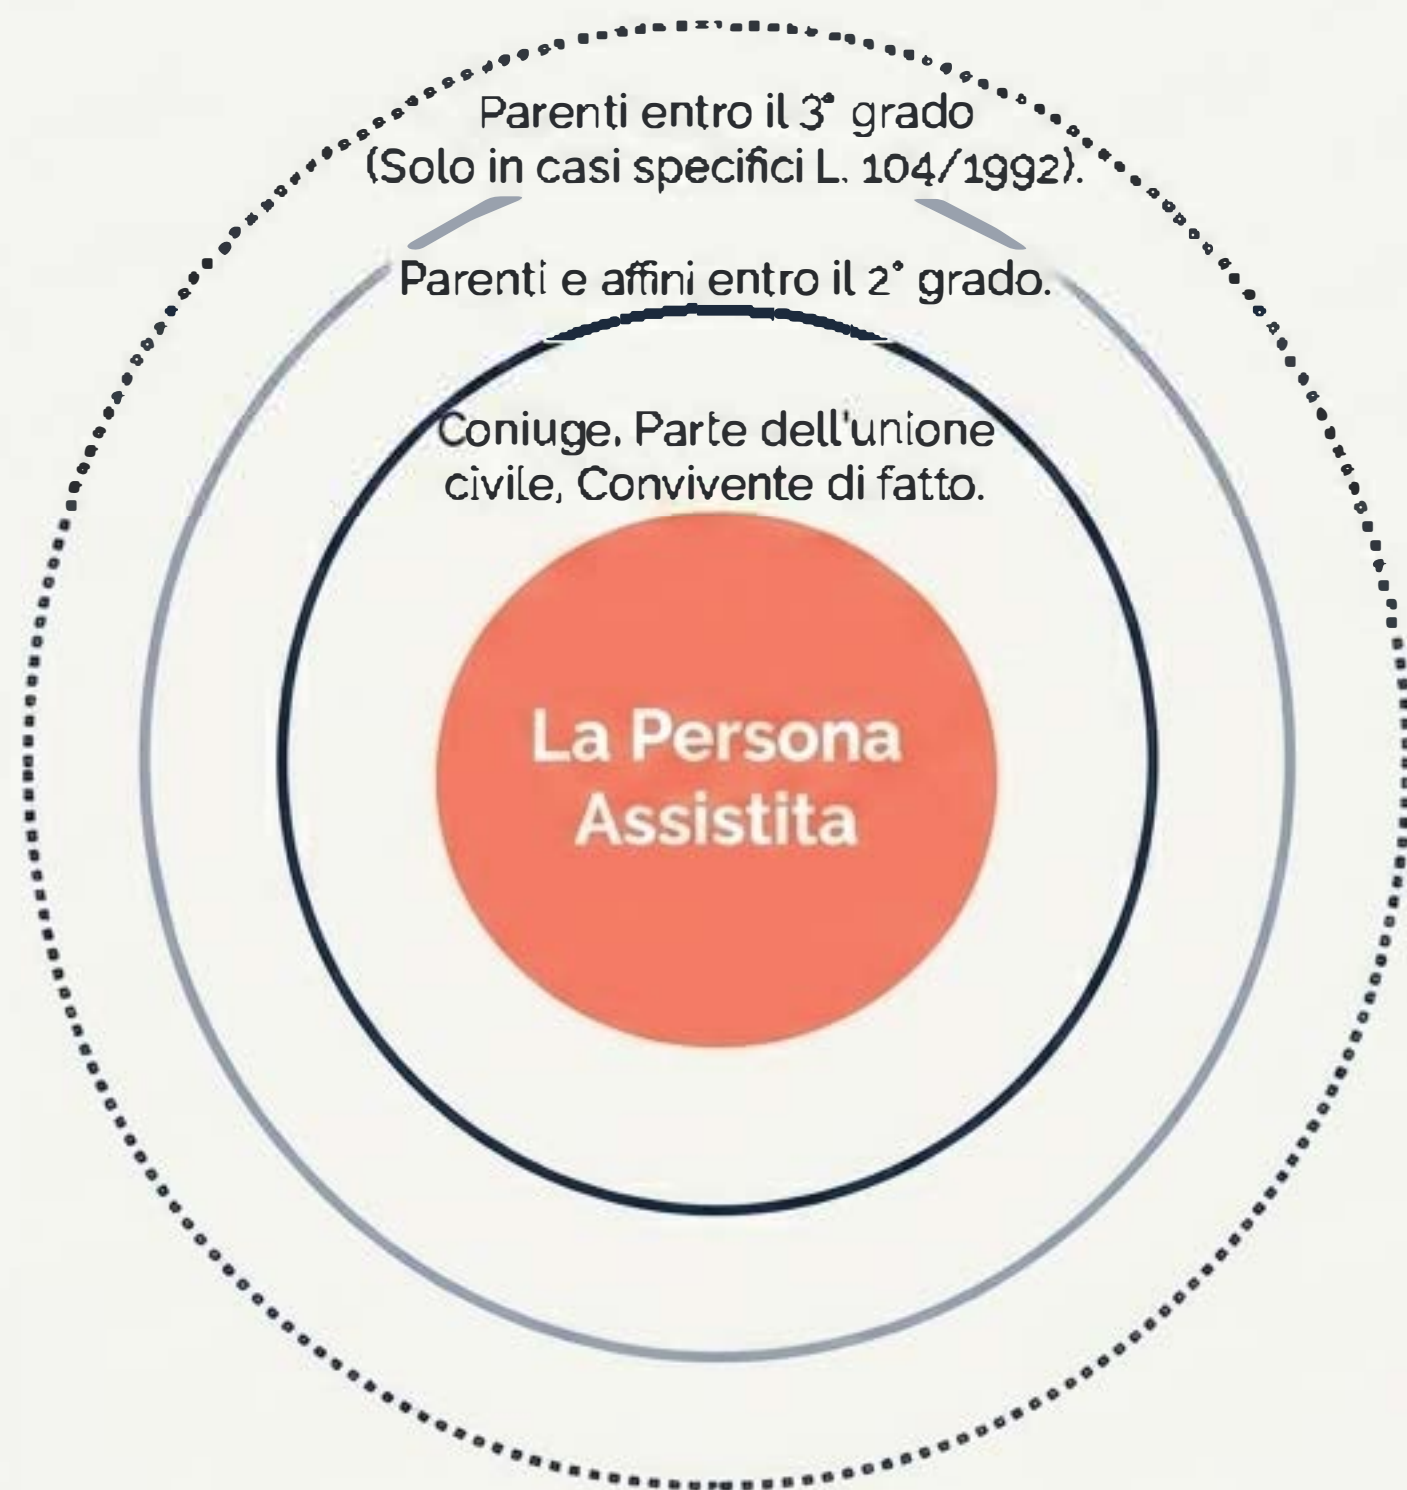 Parenti entro il 3° grado
(Solo in casi specifici L. 104/1992).
Parenti e affini entro il 2° grado.
Coniuge, Parte dell'unione
civile, Convivente di fatto.
La Persona
Assistita